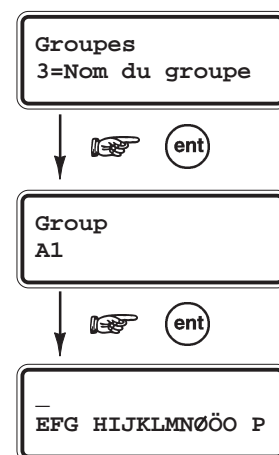 Groupes
3=Nom du groupe
ent
Group
A1
ent
_
EFG HIJKLMNØÖO P